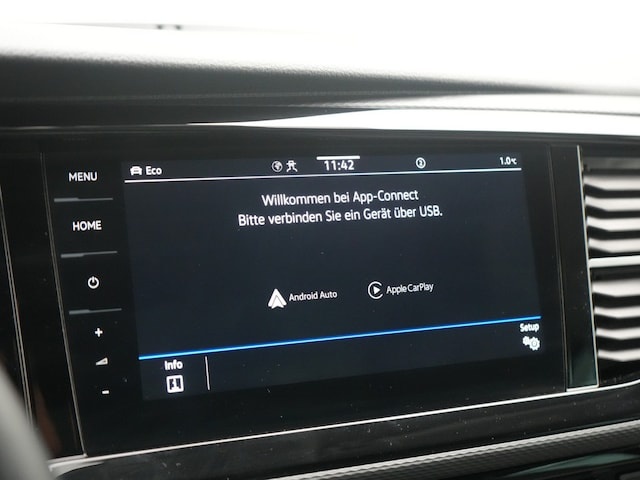 MENU
HOME
+
-
Eco
11:42
1.0°C
Willkommen bei App-Connect
Bitte verbinden Sie ein Gerät über USB.
Android Auto
Apple CarPlay
Info
Setup